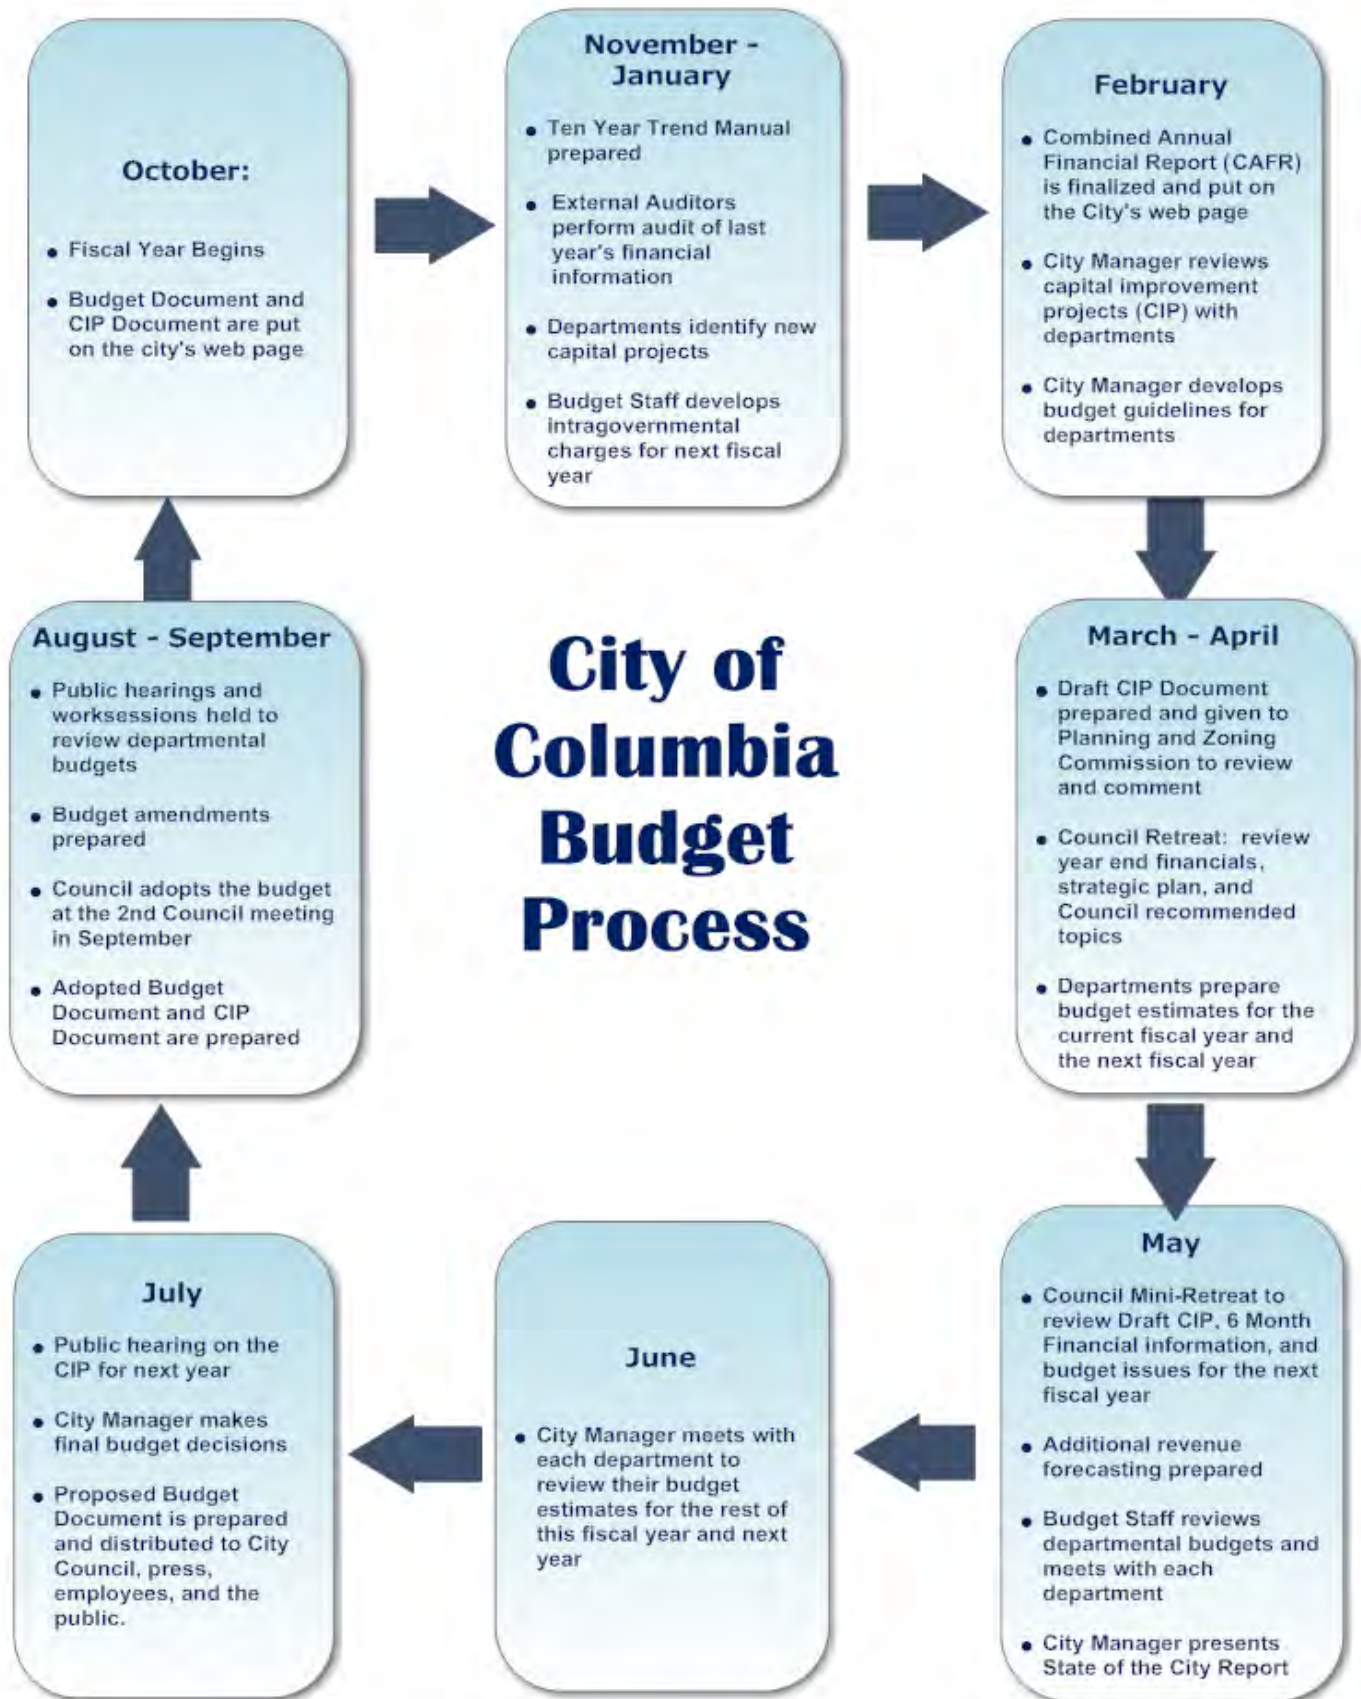 October:
• Fiscal Year Begins
• Budget Document and
CIP Document are put
on the city's web page
November -
January
• Ten Year Trend Manual
prepared
• External Auditors
perform audit of last
year's financial
information
• Departments identify new
capital projects
• Budget Staff develops
intragovernmental
charges for next fiscal
year
February
• Combined Annual
Financial Report (CAFR)
is finalized and put on
the City's web page
• City Manager reviews
capital improvement
projects (CIP) with
departments
• City Manager develops
budget guidelines for
departments
March - April
• Draft CIP Document
prepared and given to
Planning and Zoning
Commission to review
and comment
• Council Retreat: review
year end financials,
strategic plan, and
Council recommended
topics
• Departments prepare
budget estimates for the
current fiscal year and
the next fiscal year
May
• Council Mini-Retreat to
review Draft CIP, 6 Month
Financial information, and
budget issues for the next
fiscal year
• Additional revenue
forecasting prepared
• Budget Staff reviews
departmental budgets and
meets with each
department
• City Manager presents
State of the City Report
June
• City Manager meets with
each department to
review their budget
estimates for the rest of
this fiscal year and next
year
July
• Public hearing on the
CIP for next year
• City Manager makes
final budget decisions
• Proposed Budget
Document is prepared
and distributed to City
Council, press,
employees, and the
public.
August - September
• Public hearings and
worksessions held to
review departmental
budgets
• Budget amendments
prepared
• Council adopts the budget
at the 2nd Council meeting
in September
• Adopted Budget
Document and CIP
Document are prepared
City of
Columbia
Budget
Process